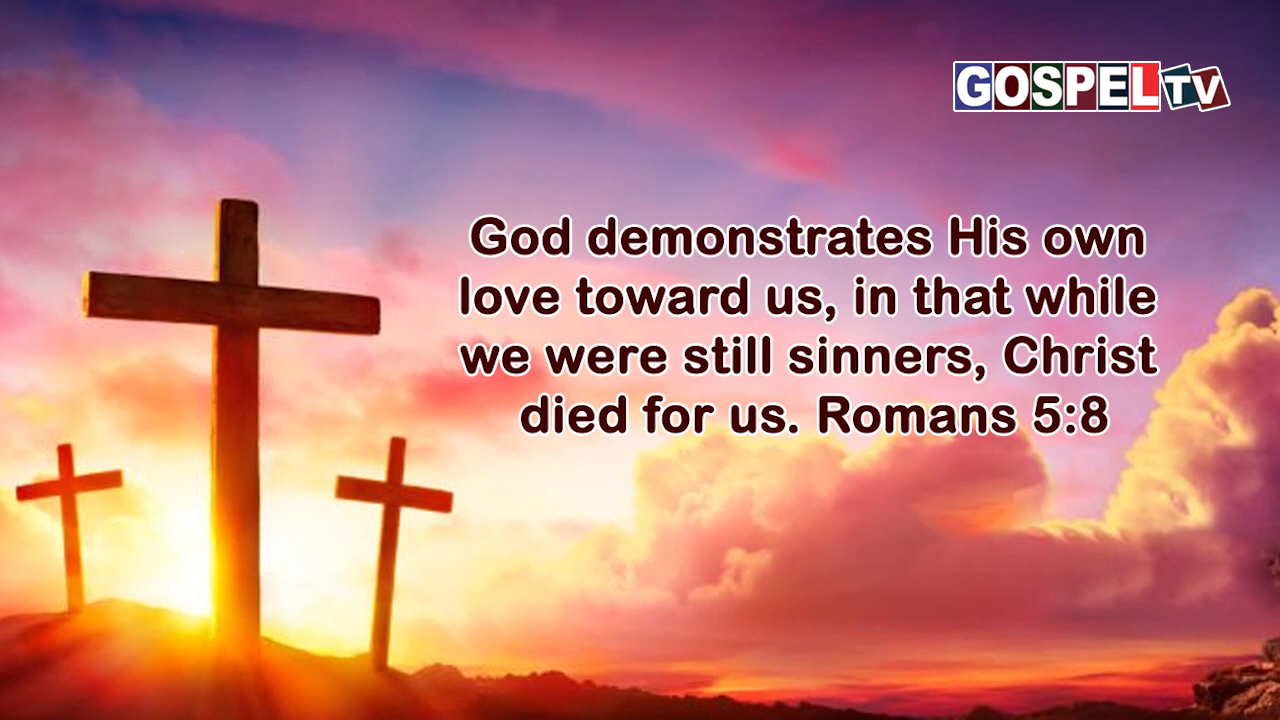 GOSPEL TV
God demonstrates His own
love toward us, in that while
we were still sinners, Christ
died for us. Romans 5:8